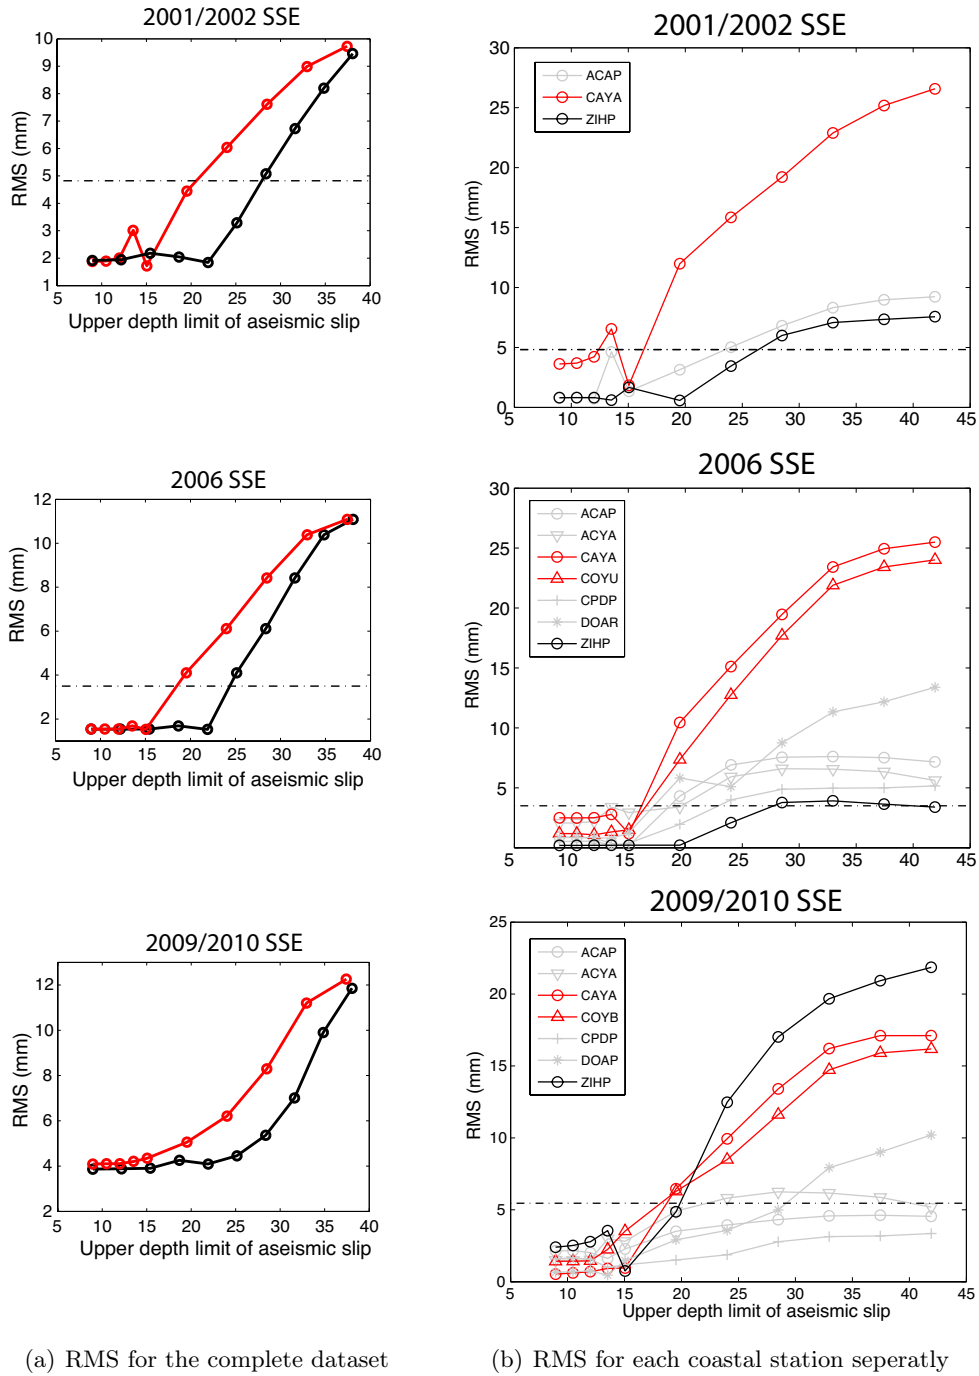 2001/2002 SSE
10
9
8
7
6
5
4
3
2
1
RMS (mm)
5 10 15 20 25 30 35 40
Upper depth limit of aseismic slip
2001/2002 SSE
30
25
20
15
10
5
0
RMS (mm)
ACAP
CAYA
ZIHP
5 10 15 20 25 30 35 40 45
2006 SSE
12
10
8
6
4
2
RMS (mm)
5 10 15 20 25 30 35 40
Upper depth limit of aseismic slip
2006 SSE
30
25
20
15
10
5
RMS (mm)
ACAP
ACYA
CAYA
COYU
CPDP
DOAR
ZIHP
5 10 15 20 25 30 35 40 45
2009/2010 SSE
12
10
8
6
4
2
RMS (mm)
5 10 15 20 25 30 35 40
Upper depth limit of aseismic slip
2009/2010 SSE
25
20
15
10
5
0
RMS (mm)
ACAP
ACYA
CAYA
COYB
CPDP
DOAP
ZIHP
5 10 15 20 25 30 35 40 45
Upper depth limit of aseismic slip
(a) RMS for the complete dataset
(b) RMS for each coastal station seperatly